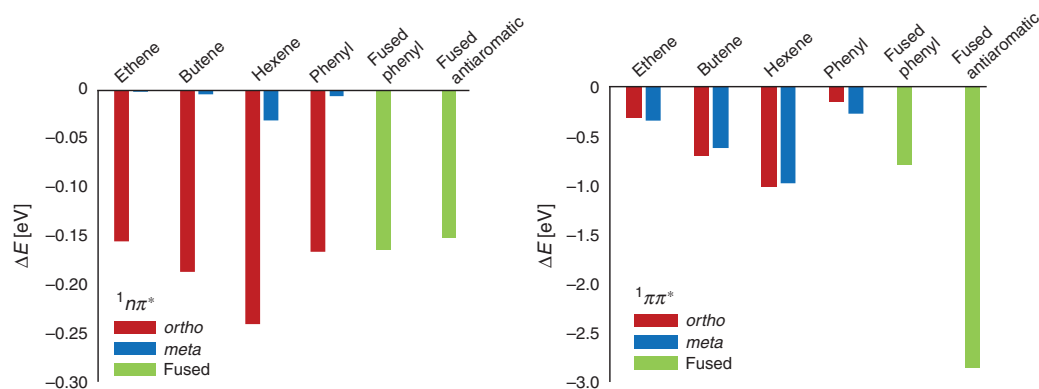 Ethene
Butene
Hexene
Phenyl
Fused
phenyl
Fused
antiaromatic
0
–0.05
–0.10
–0.15
–0.20
–0.25
–0.30
ΔE [eV]
¹nπ*
ortho
meta
Fused
Ethene
Butene
Hexene
Phenyl
Fused
phenyl
Fused
antiaromatic
0
–0.5
–1.0
–1.5
–2.0
–2.5
–3.0
ΔE [eV]
¹ππ*
ortho
meta
Fused